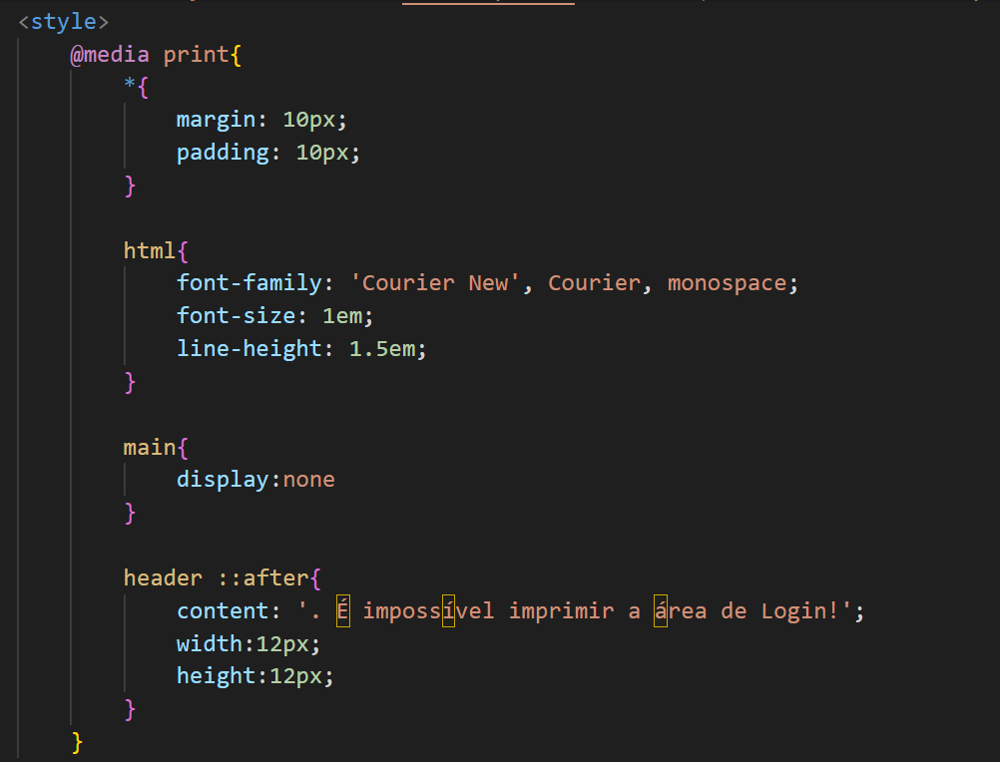 <style>
@media print{
*{
margin: 10px;
padding: 10px;
}
html{
font-family: 'Courier New', Courier, monospace;
font-size: 1em;
line-height: 1.5em;
}
main{
display:none
}
header ::after{
content: '. É impossível imprimir a área de Login!';
width:12px;
height:12px;
}
}